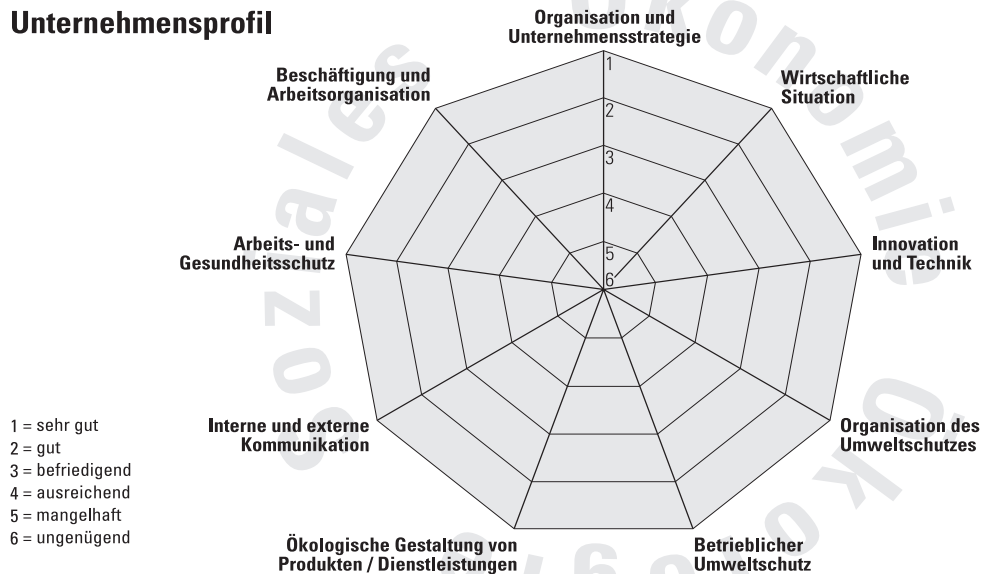 Unternehmensprofil
Organisation und
Unternehmensstrategie
Beschäftigung und
Arbeitsorganisation
Wirtschaftliche
Situation
Arbeits- und
Gesundheitsschutz
Innovation
und Technik
Interne und externe
Kommunikation
Organisation des
Umweltschutzes
Ökologische Gestaltung von
Produkten / Dienstleistungen
Betrieblicher
Umweltschutz
1
2
3
4
5
6
1 = sehr gut
2 = gut
3 = befriedigend
4 = ausreichend
5 = mangelhaft
6 = ungenügend
sozales